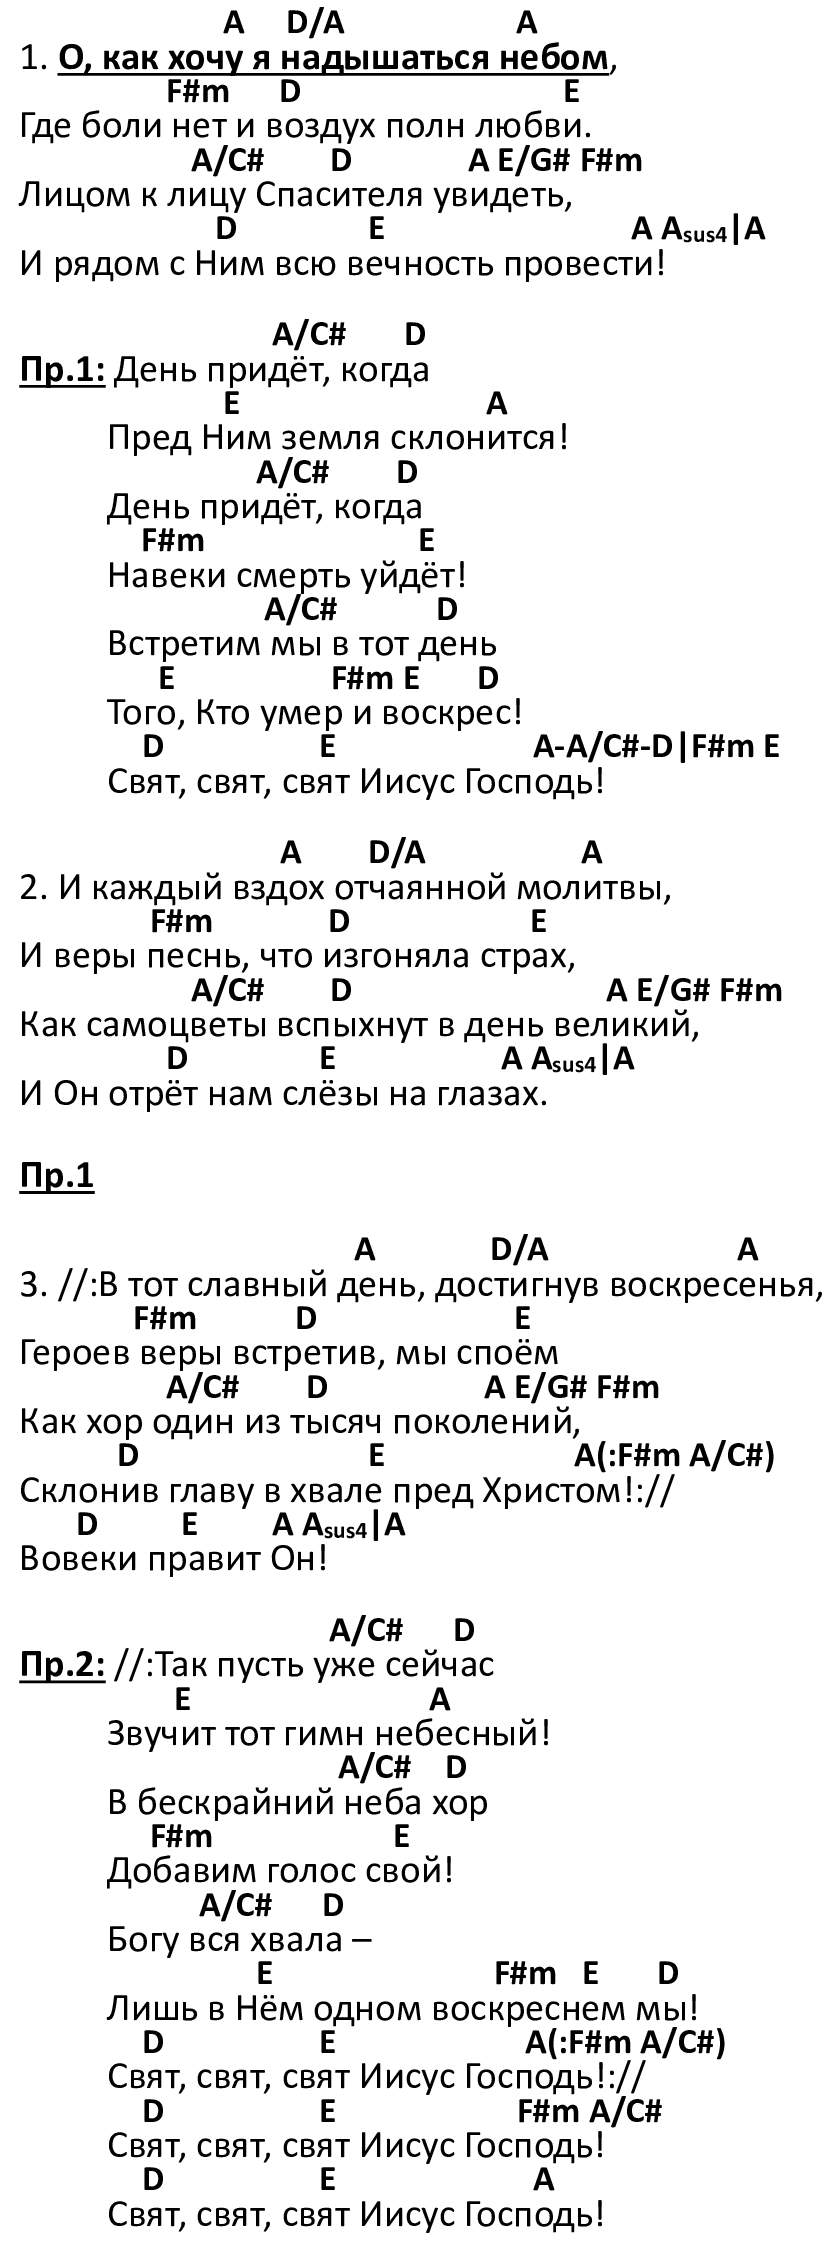 A D/A A
1. О, как хочу я надышаться небом,
F#m D E
Где боли нет и воздух полн любви.
A/C# D A E/G# F#m
Лицом к лицу Спасителя увидеть,
D E A Asus4|A
И рядом с Ним всю вечность провести!
A/C# D
Пр.1: День придёт, когда
E A
Пред Ним земля склонится!
A/C# D
День придёт, когда
F#m E
Навеки смерть уйдёт!
A/C# D
Встретим мы в тот день
E F#m E D
Того, Кто умер и воскрес!
D E A-A/C#-D|F#m E
Свят, свят, свят Иисус Господь!
A D/A A
2. И каждый вздох отчаянной молитвы,
F#m D E
И веры песнь, что изгоняла страх,
A/C# D A E/G# F#m
Как самоцветы вспыхнут в день великий,
D E A Asus4|A
И Он отрёт нам слёзы на глазах.
Пр.1
A D/A A
3. //:В тот славный день, достигнув воскресенья,
F#m D E
Героев веры встретив, мы споём
A/C# D A E/G# F#m
Как хор один из тысяч поколений,
D E A(:F#m A/C#)
Склонив главу в хвале пред Христом!://
D E A Asus4|A
Вовеки правит Он!
A/C# D
Пр.2: //:Так пусть уже сейчас
E A
Звучит тот гимн небесный!
A/C# D
В бескрайний неба хор
F#m E
Добавим голос свой!
A/C# D
Богу вся хвала –
E F#m E D
Лишь в Нём одном воскреснем мы!
D E A(:F#m A/C#)
Свят, свят, свят Иисус Господь!://
D E F#m A/C#
Свят, свят, свят Иисус Господь!
D E A
Свят, свят, свят Иисус Господь!